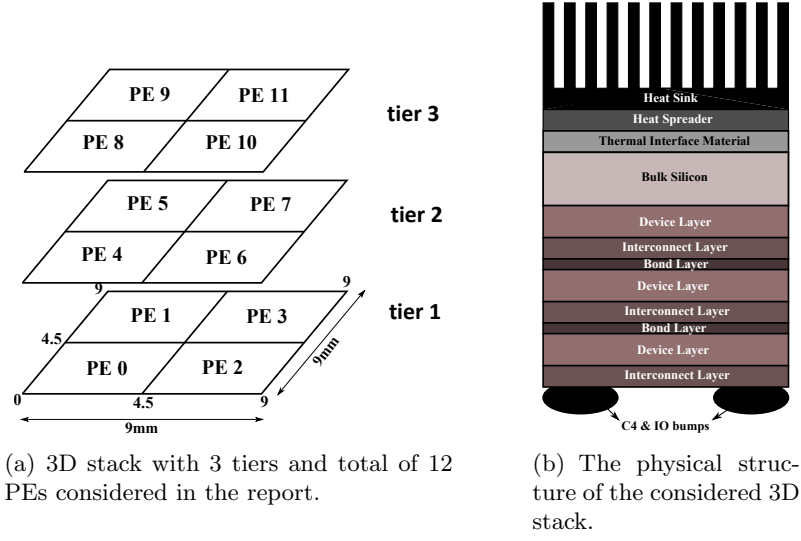 PE 9
PE 11
tier 3
PE 8
PE 10
PE 5
PE 7
tier 2
PE 4
PE 6
9
9
PE 1
PE 3
tier 1
4.5
PE 0
PE 2
9mm
0
4.5
9
9mm
(a) 3D stack with 3 tiers and total of 12
PEs considered in the report.
Heat Sink
Heat Spreader
Thermal Interface Material
Bulk Silicon
Device Layer
Interconnect Layer
Bond Layer
Device Layer
Interconnect Layer
Bond Layer
Device Layer
Interconnect Layer
C4 & IO bumps
(b) The physical struc-
ture of the considered 3D
stack.